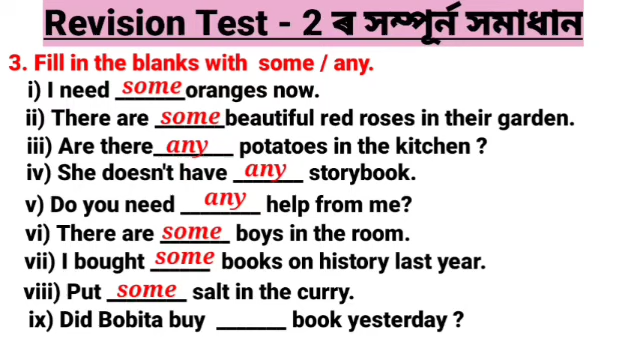 Revision Test - 2 ৰ সম্পূৰ্ন সমাধান
3. Fill in the blanks with some / any.
i) I need some oranges now.
ii) There are some beautiful red roses in their garden.
iii) Are there any potatoes in the kitchen ?
iv) She doesn't have any storybook.
v) Do you need any help from me?
vi) There are some boys in the room.
vii) I bought some books on history last year.
viii) Put some salt in the curry.
ix) Did Bobita buy ______ book yesterday ?